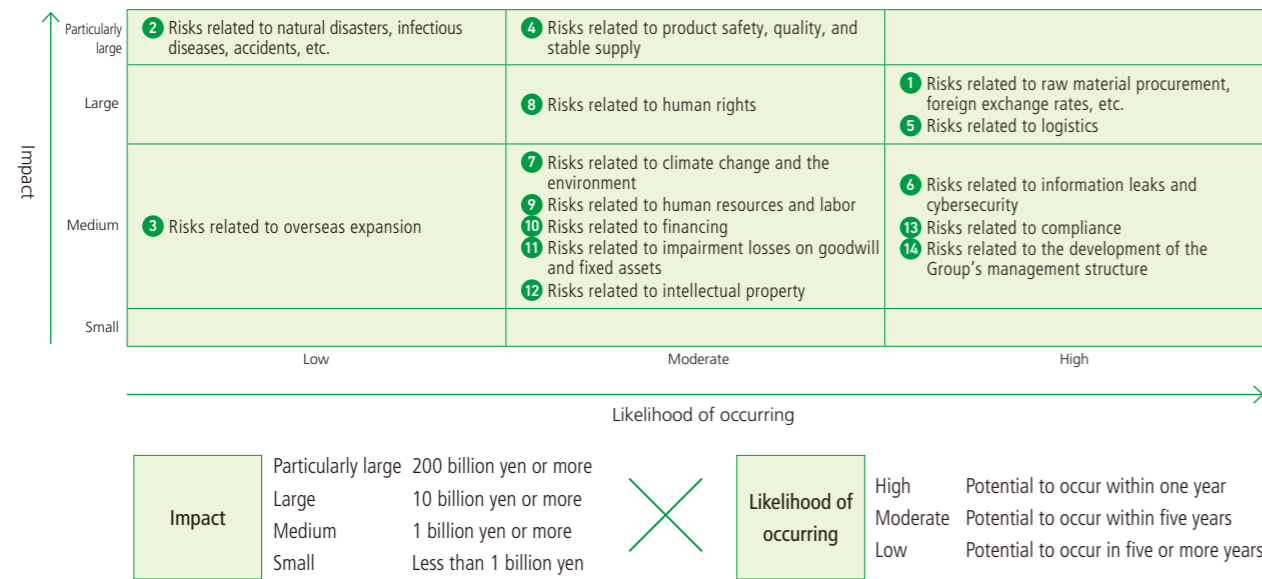 Impact
Particularly
large
2 Risks related to natural disasters, infectious
diseases, accidents, etc.
4 Risks related to product safety, quality, and
stable supply
Large
8 Risks related to human rights
1 Risks related to raw material procurement,
foreign exchange rates, etc.
5 Risks related to logistics
Medium
3 Risks related to overseas expansion
7 Risks related to climate change and the
environment
9 Risks related to human resources and labor
10 Risks related to financing
11 Risks related to impairment losses on goodwill
and fixed assets
12 Risks related to intellectual property
6 Risks related to information leaks and
cybersecurity
13 Risks related to compliance
14 Risks related to the development of the
Group's management structure
Small
Low
Moderate
High
Likelihood of occurring
Impact
Particularly large 200 billion yen or more
Large 10 billion yen or more
Medium 1 billion yen or more
Small Less than 1 billion yen
Likelihood of
occurring
High Potential to occur within one year
Moderate Potential to occur within five years
Low Potential to occur in five or more years